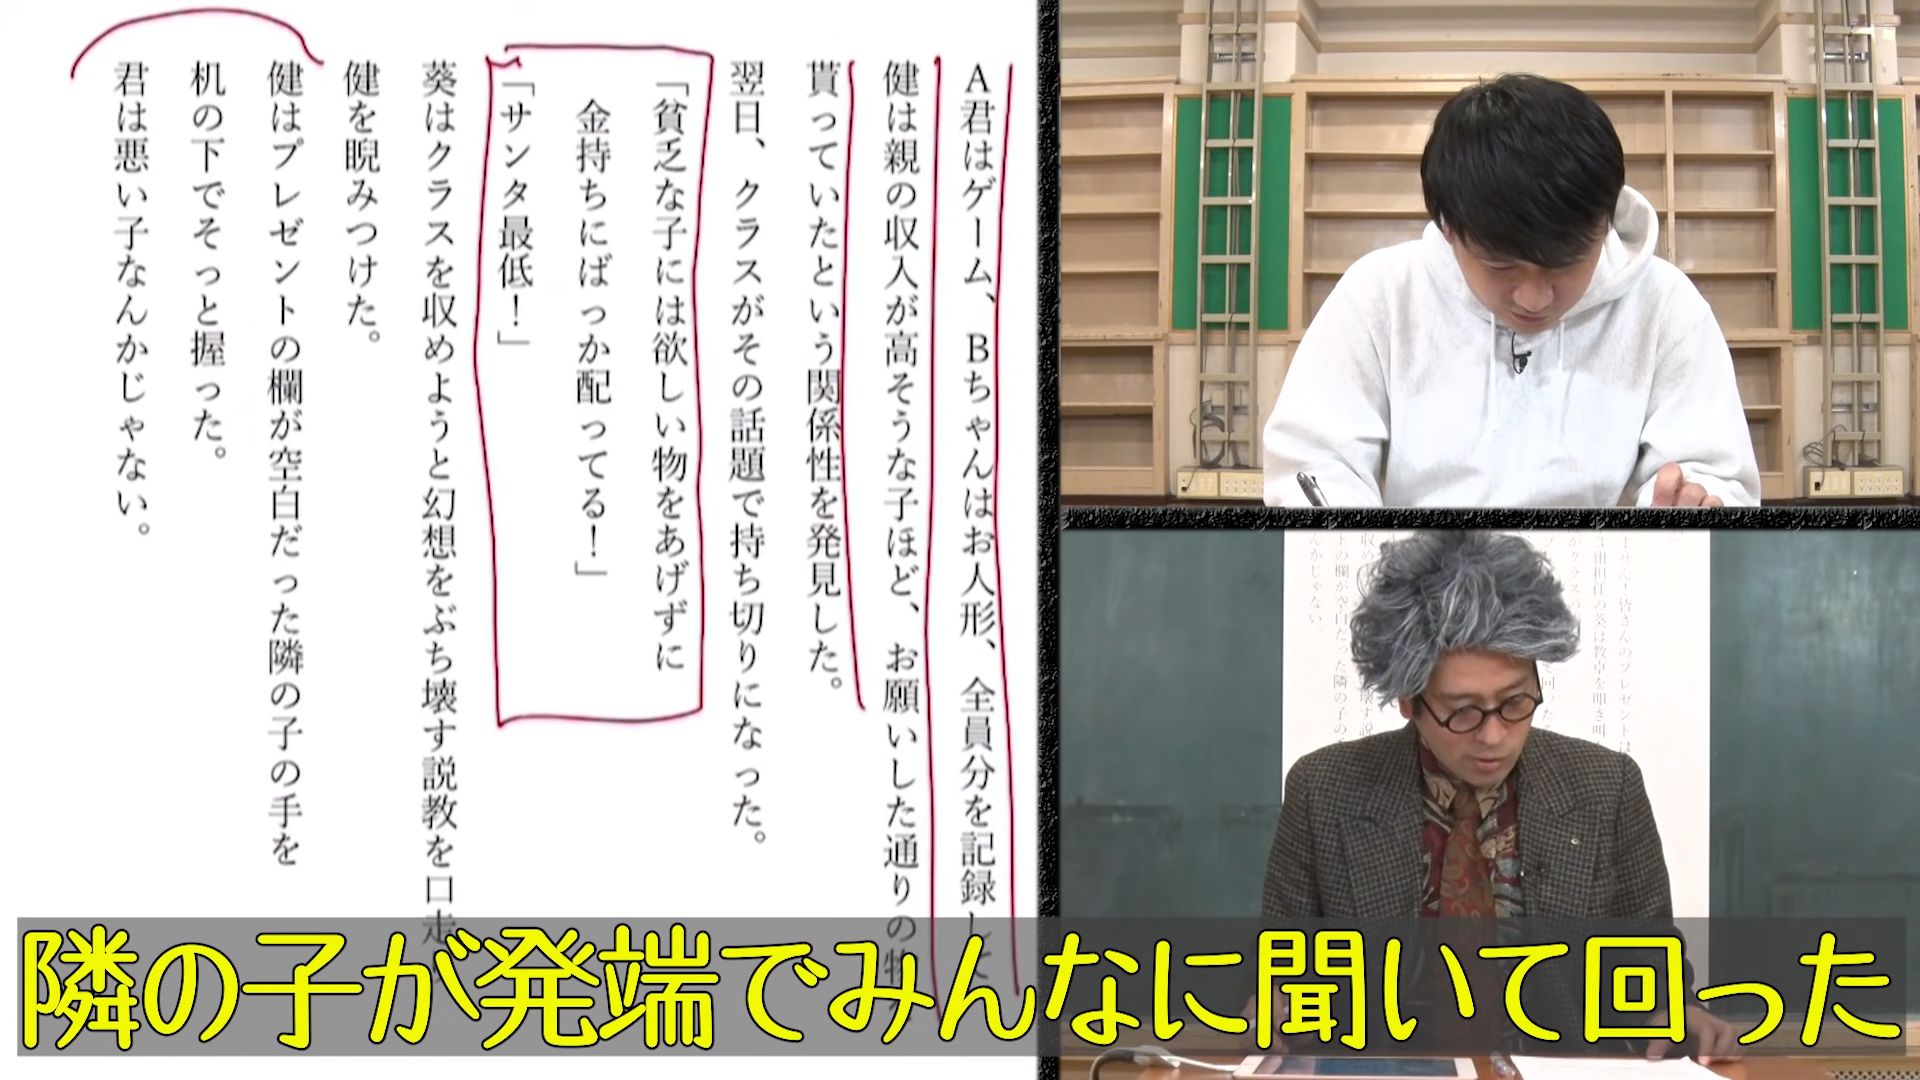 A君はゲーム、Bちゃんはお人形、全員分を記録して
健は親の収入が高そうな子ほど、お願いした通りの物
貰っていたという関係性を発見した。
翌日、クラスがその話題で持ち切りになった。
「貧乏な子には欲しい物をあげずに
金持ちにばっか配ってる!」
「サンタ最低!」
葵はクラスを収めようと幻想をぶち壊す説教を口走
健を睨みつけた。
健はプレゼントの欄が空白だった隣の子の手を
机の下でそっと握った。
君は悪い子なんかじゃない。
隣の子が発端でみんなに聞いて回った